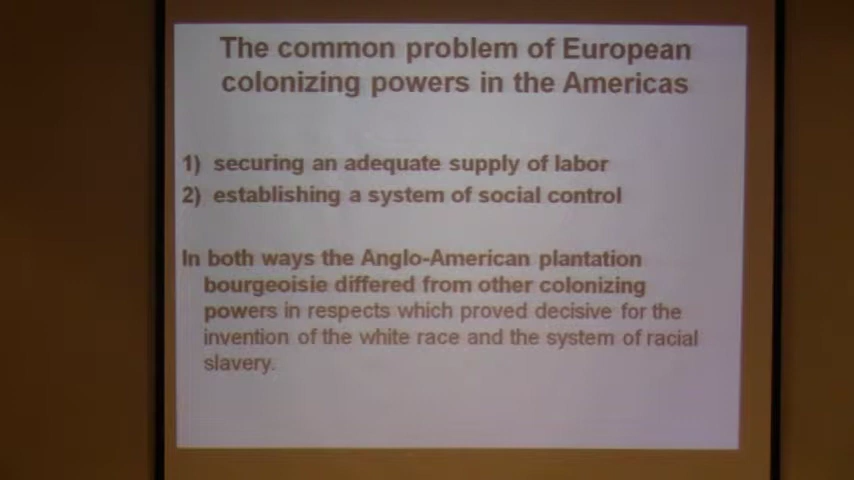 The common problem of European
colonizing powers in the Americas
1) securing an adequate supply of labor
2) establishing a system of social control
In both ways the Anglo-American plantation
bourgeoisie differed from other colonizing
powers in respects which proved decisive for the
invention of the white race and the system of racial
slavery.